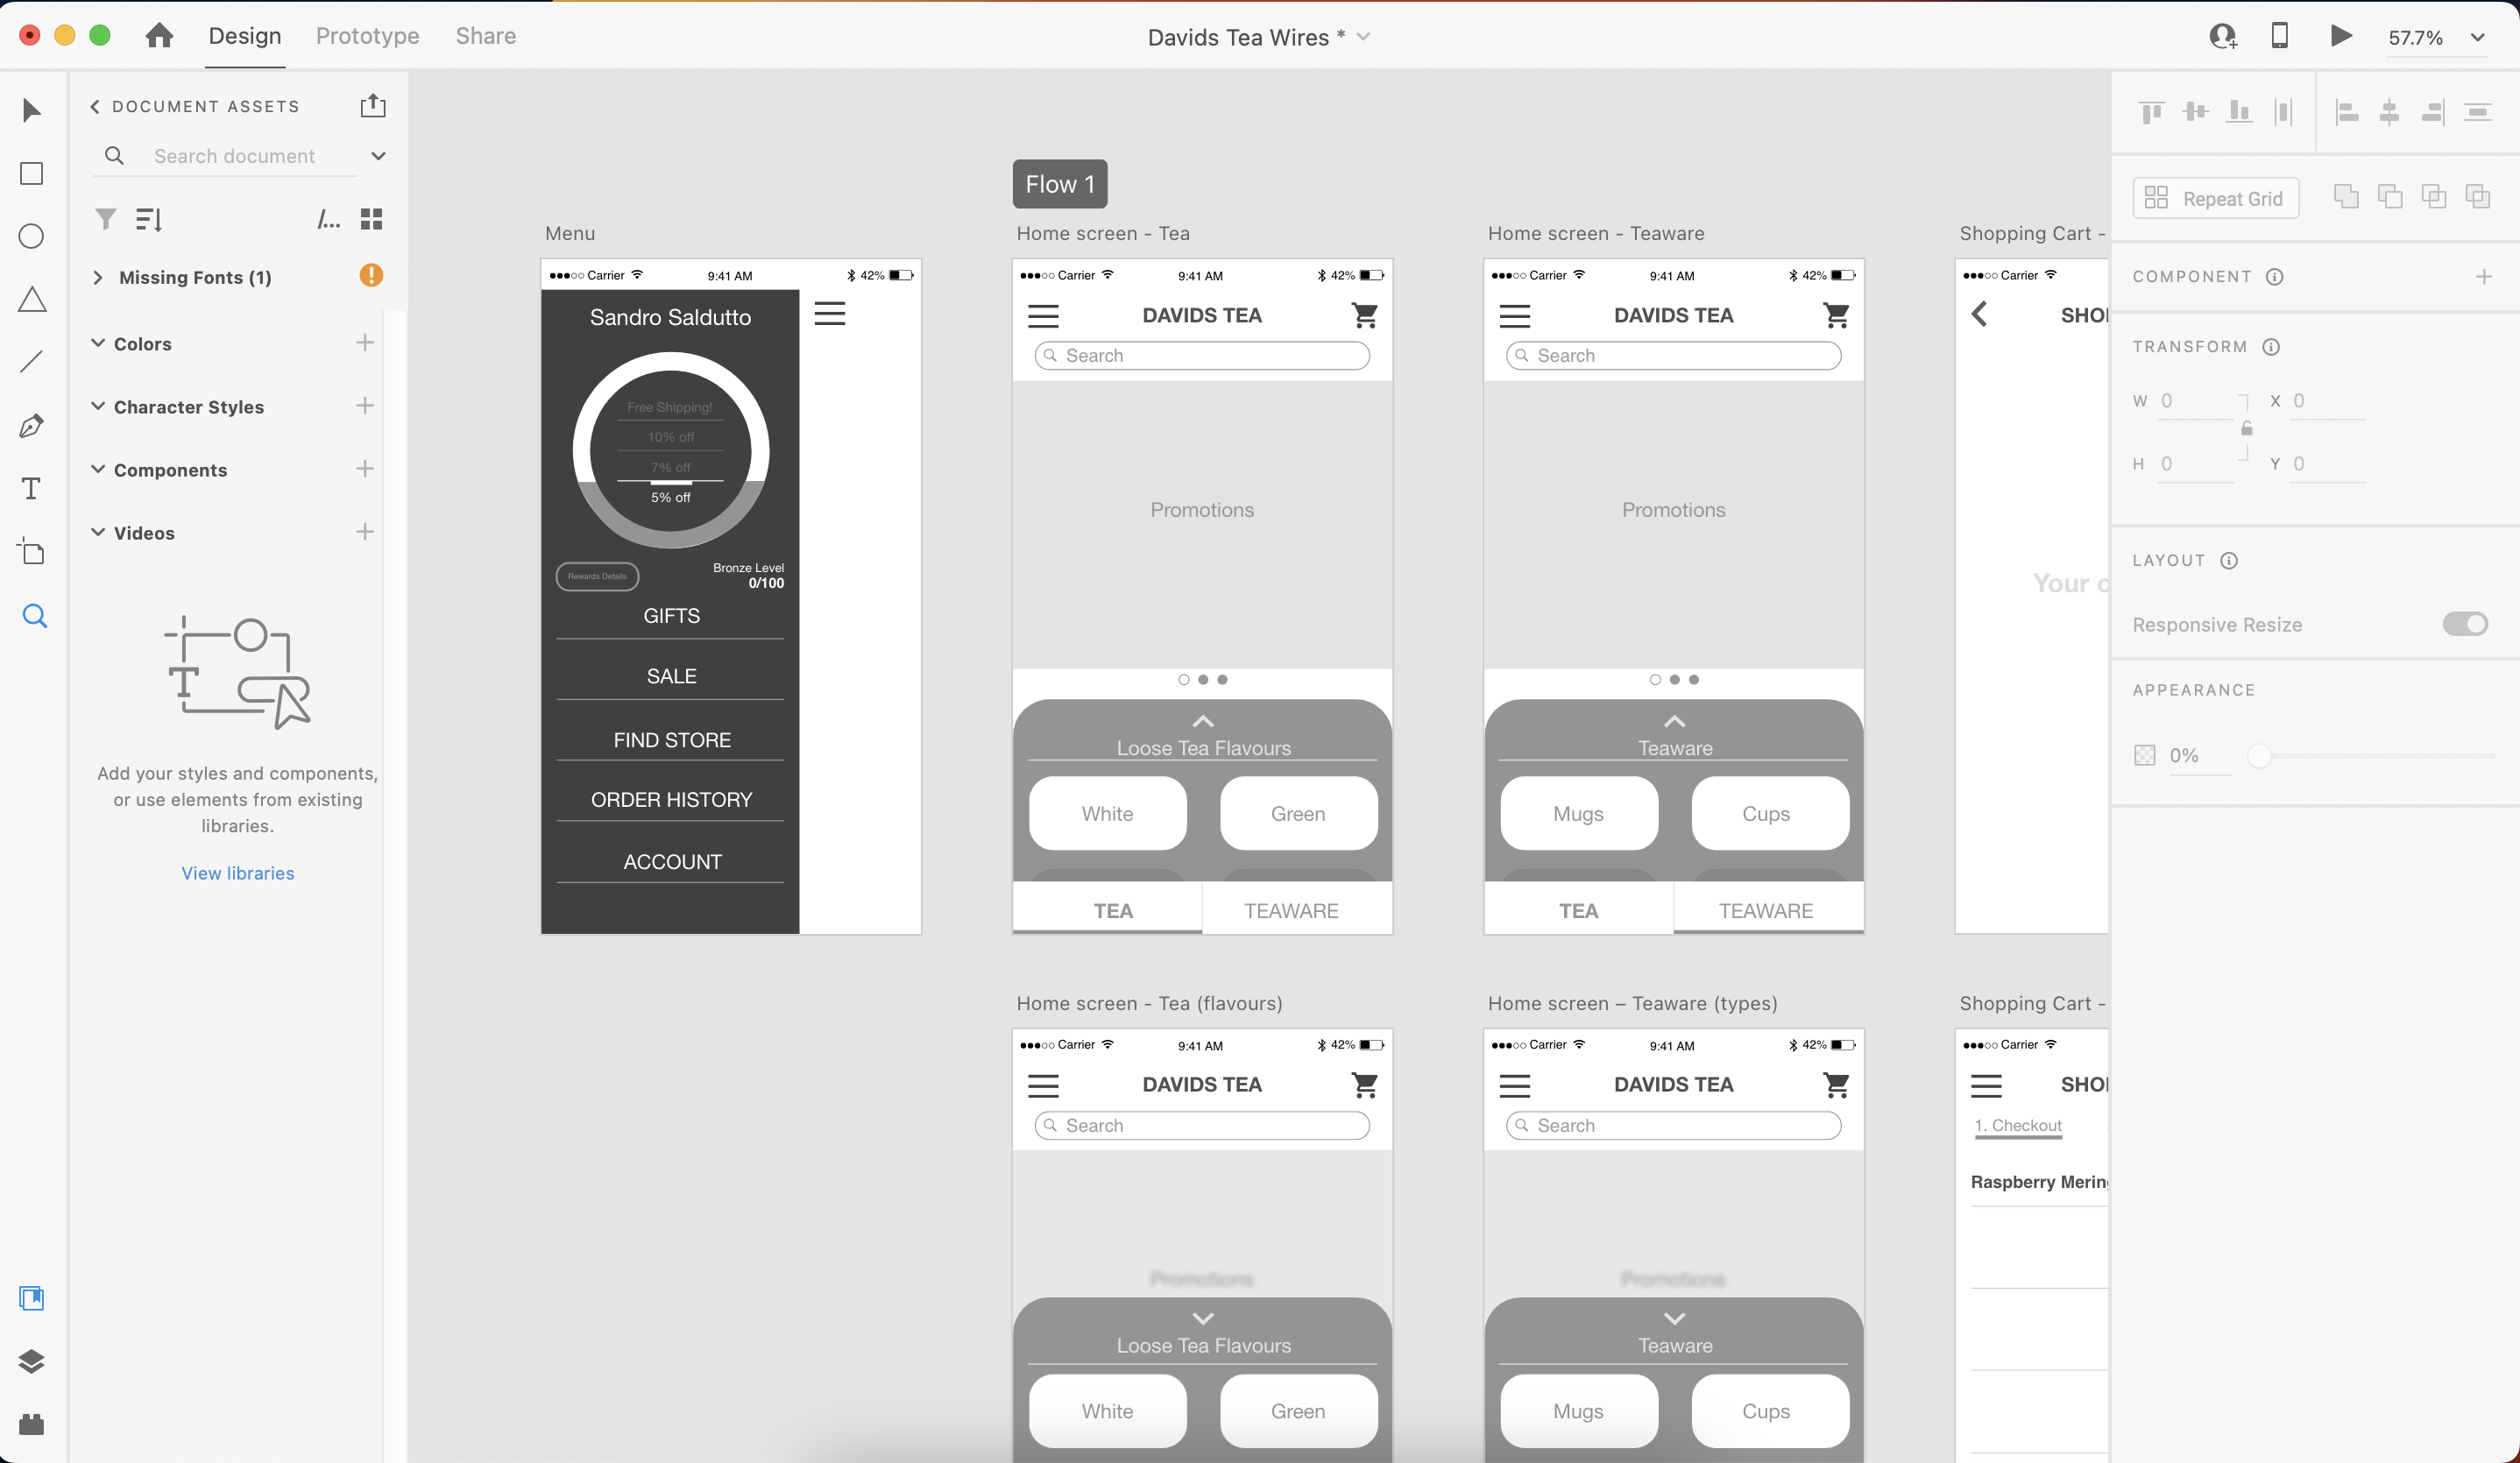 Design Prototype Share
Davids Tea Wires *
57.7%
DOCUMENT ASSETS
Search document
/...
Missing Fonts (1)
Colors
Character Styles
Components
Videos
Add your styles and components,
or use elements from existing
libraries.
View libraries
Flow 1
Menu
Carrier 9:41 AM 42%
Sandro Saldutto
Free Shipping!
10% off
7% off
5% off
Rewards Details
Bronze Level
0/100
GIFTS
SALE
FIND STORE
ORDER HISTORY
ACCOUNT
Home screen - Tea
Carrier 9:41 AM 42%
DAVIDS TEA
Search
Promotions
Loose Tea Flavours
White Green
TEA TEAWARE
Home screen - Teaware
Carrier 9:41 AM 42%
DAVIDS TEA
Search
Promotions
Teaware
Mugs Cups
TEA TEAWARE
Shopping Cart -
Carrier
SHO
Your
Home screen - Tea (flavours)
Carrier 9:41 AM 42%
DAVIDS TEA
Search
Promotions
Loose Tea Flavours
White Green
Home screen – Teaware (types)
Carrier 9:41 AM 42%
DAVIDS TEA
Search
Promotions
Teaware
Mugs Cups
Shopping Cart -
Carrier
SHO
1. Checkout
Raspberry Mering
Repeat Grid
COMPONENT
TRANSFORM
W 0 X 0
H 0 Y 0
LAYOUT
Responsive Resize
APPEARANCE
0%